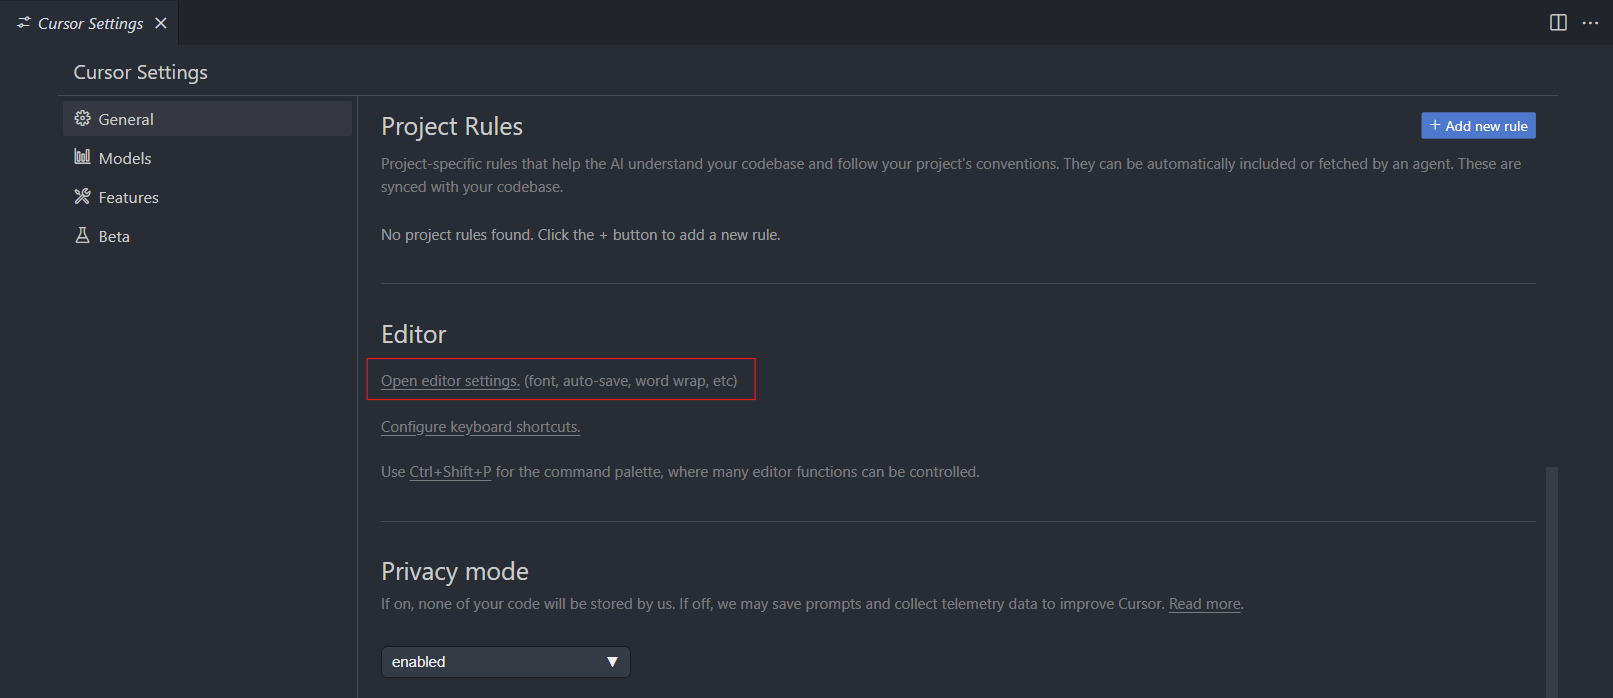 Cursor Settings
Cursor Settings
General
Models
Features
Beta
Project Rules
+ Add new rule
Project-specific rules that help the AI understand your codebase and follow your project's conventions. They can be automatically included or fetched by an agent. These are
synced with your codebase.
No project rules found. Click the + button to add a new rule.
Editor
Open editor settings. (font, auto-save, word wrap, etc)
Configure keyboard shortcuts.
Use Ctrl+Shift+P for the command palette, where many editor functions can be controlled.
Privacy mode
If on, none of your code will be stored by us. If off, we may save prompts and collect telemetry data to improve Cursor. Read more.
enabled